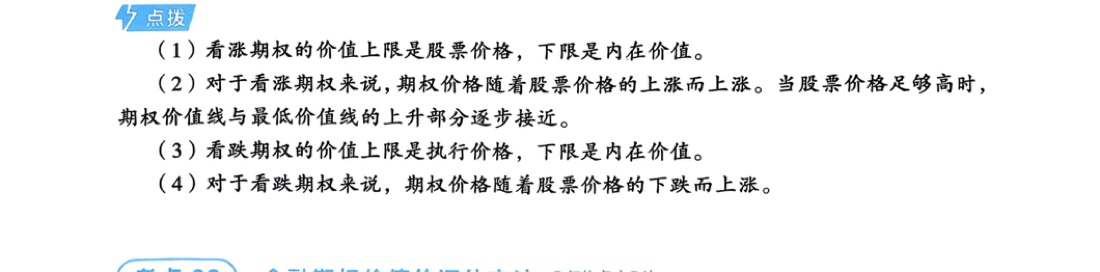 点拨
（1）看涨期权的价值上限是股票价格，下限是内在价值。
（2）对于看涨期权来说，期权价格随着股票价格的上涨而上涨。当股票价格足够高时，
期权价值线与最低价值线的上升部分逐步接近。
（3）看跌期权的价值上限是执行价格，下限是内在价值。
（4）对于看跌期权来说，期权价格随着股票价格的下跌而上涨。